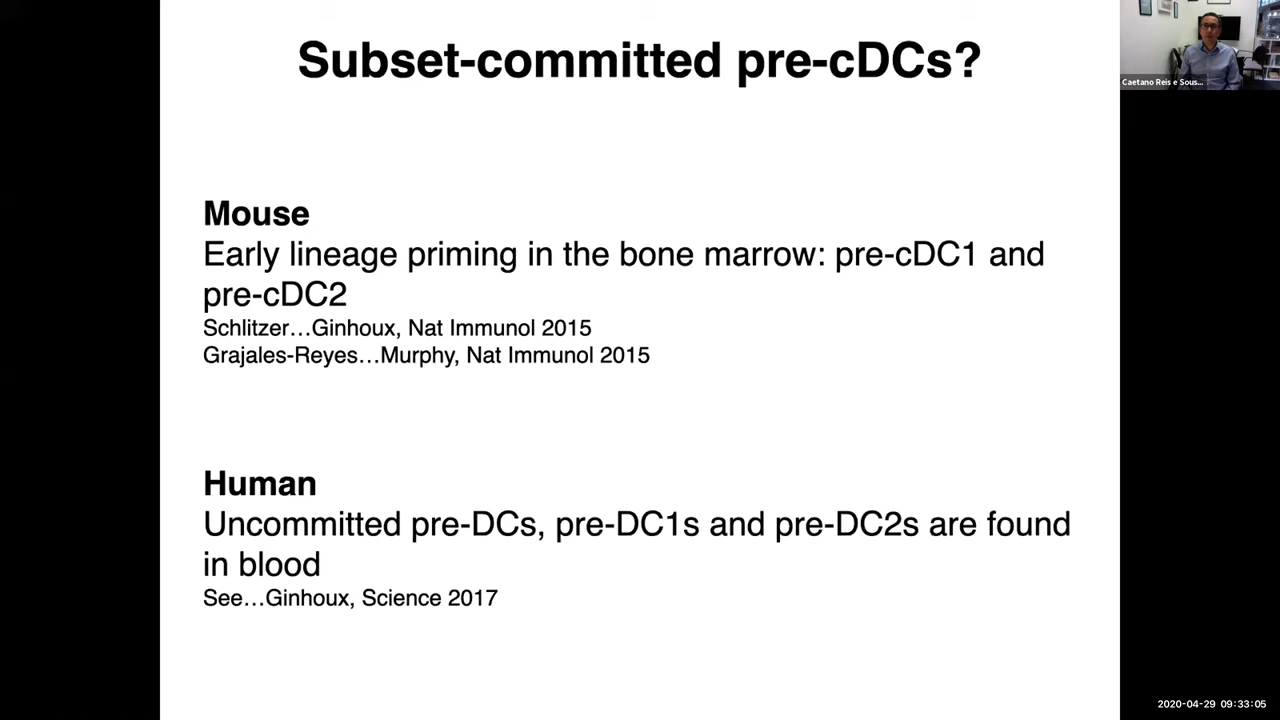 Subset-committed pre-cDCs?
Caetano Reis e Sous...
Mouse
Early lineage priming in the bone marrow: pre-cDC1 and
pre-cDC2
Schlitzer…Ginhoux, Nat Immunol 2015
Grajales-Reyes…Murphy, Nat Immunol 2015
Human
Uncommitted pre-DCs, pre-DC1s and pre-DC2s are found
in blood
See…Ginhoux, Science 2017
2020-04-29 09:33:05